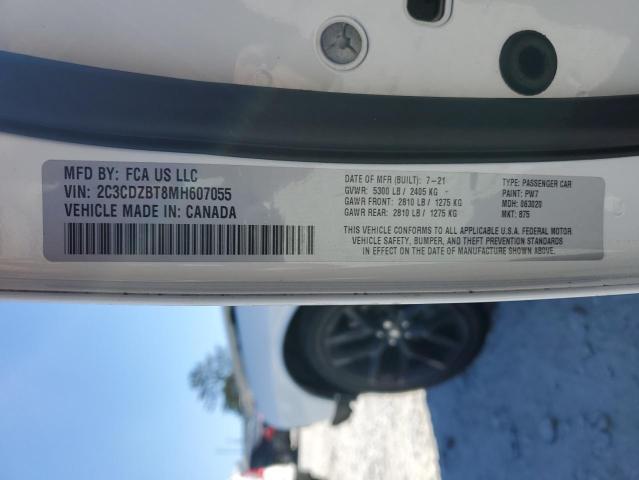 MFD BY: FCA US LLC
VIN: 2C3CDZBT8MH607055
VEHICLE MADE IN: CANADA
DATE OF MFR (BUILT): 7-21
GVWR: 5300 LB / 2405 KG
GAWR FRONT: 2810 LB / 1275 KG
GAWR REAR: 2810 LB / 1275 KG
TYPE: PASSENGER CAR
PAINT: PW7
MDH: 063020
MKT: 875
THIS VEHICLE CONFORMS TO ALL APPLICABLE U.S.A. FEDERAL MOTOR
VEHICLE SAFETY, BUMPER, AND THEFT PREVENTION STANDARDS
IN EFFECT ON THE DATE OF MANUFACTURE SHOWN ABOVE.